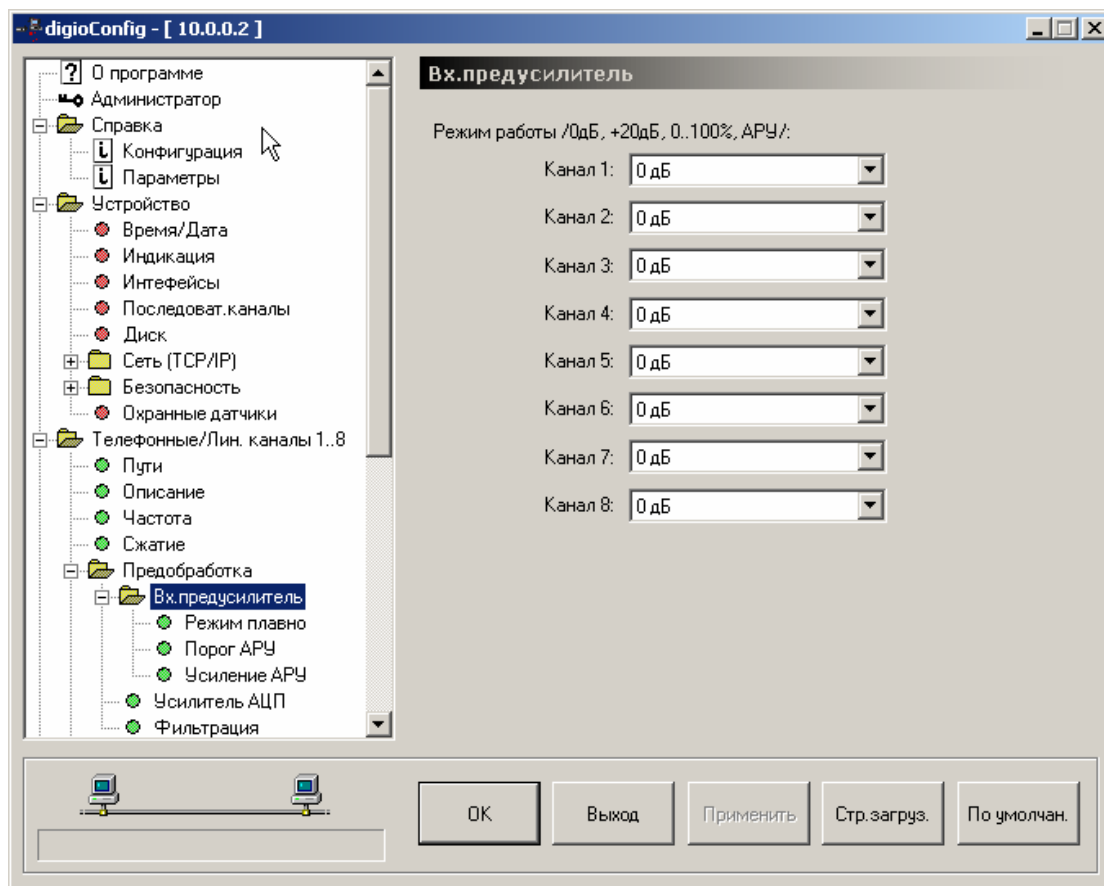 digioConfig - [ 10.0.0.2 ]
О программе
Администратор
Справка
Конфигурация
Параметры
Устройство
Время/Дата
Индикация
Интефейсы
Последоват.каналы
Диск
Сеть (TCP/IP)
Безопасность
Охранные датчики
Телефонные/Лин. каналы 1..8
Пути
Описание
Частота
Сжатие
Предобработка
Вх.предусилитель
Режим плавно
Порог АРУ
Усиление АРУ
Усилитель АЦП
Фильтрация
Вх.предусилитель
Режим работы /0дБ, +20дБ, 0..100%, АРУ/:
Канал 1: 0 дБ
Канал 2: 0 дБ
Канал 3: 0 дБ
Канал 4: 0 дБ
Канал 5: 0 дБ
Канал 6: 0 дБ
Канал 7: 0 дБ
Канал 8: 0 дБ
ОК Выход Применить Стр.загруз. По умолчан.